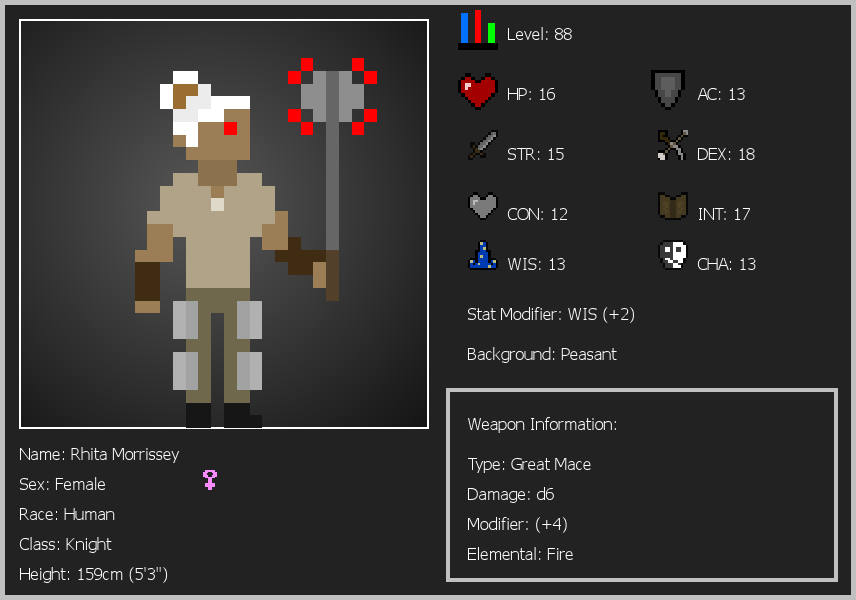 Level: 88
HP: 16
AC: 13
STR: 15
DEX: 18
CON: 12
INT: 17
WIS: 13
CHA: 13
Stat Modifier: WIS (+2)
Background: Peasant
Name: Rhita Morrissey
Sex: Female
Race: Human
Class: Knight
Height: 159cm (5'3")
Weapon Information:
Type: Great Mace
Damage: d6
Modifier: (+4)
Elemental: Fire